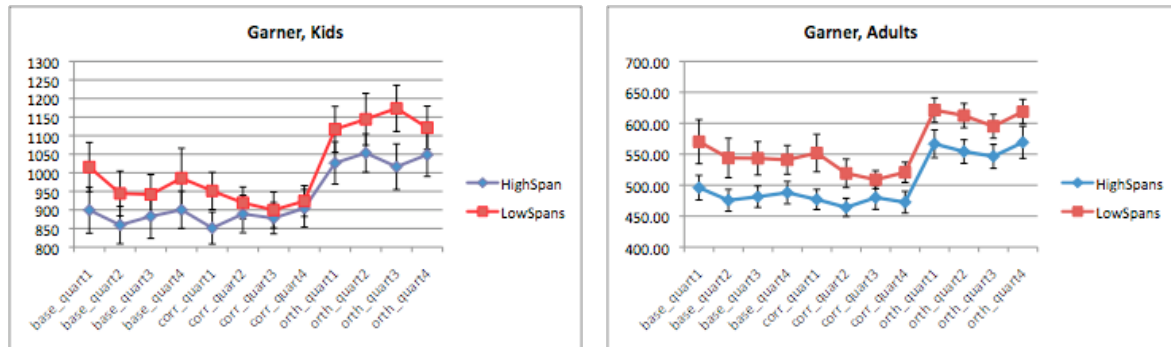 Garner, Kids
1300
1250
1200
1150
1100
1050
1000
950
900
850
800
HighSpan
LowSpans
base_quart1
base_quart2
base_quart3
base_quart4
corr_quart1
corr_quart2
corr_quart3
corr_quart4
orth_quart1
orth_quart2
orth_quart3
orth_quart4
Garner, Adults
700.00
650.00
600.00
550.00
500.00
450.00
400.00
HighSpans
LowSpans
base_quart1
base_quart2
base_quart3
base_quart4
corr_quart1
corr_quart2
corr_quart3
corr_quart4
orth_quart1
orth_quart2
orth_quart3
orth_quart4